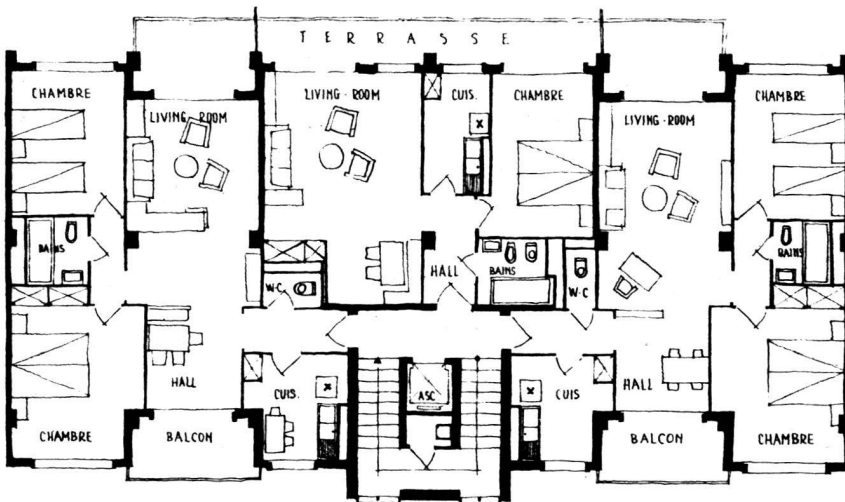 TERRASSE
CHAMBRE
LIVING-ROOM
LIVING-ROOM
CUIS.
CHAMBRE
LIVING-ROOM
CHAMBRE
BAINS
HALL
BAINS
W-C
W-C
BAINS
HALL
CUIS.
ASC
CUIS
HALL
CHAMBRE
BALCON
BALCON
CHAMBRE